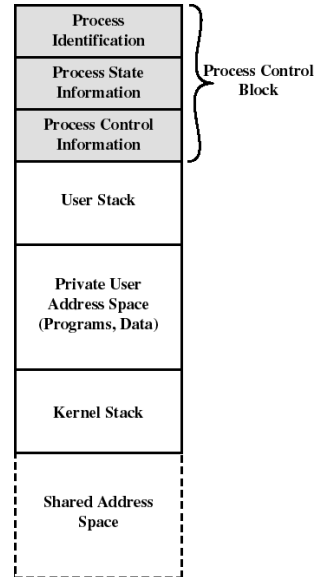 Process
Identification
Process State
Information
Process Control
Information
Process Control
Block
User Stack
Private User
Address Space
(Programs, Data)
Kernel Stack
Shared Address
Space